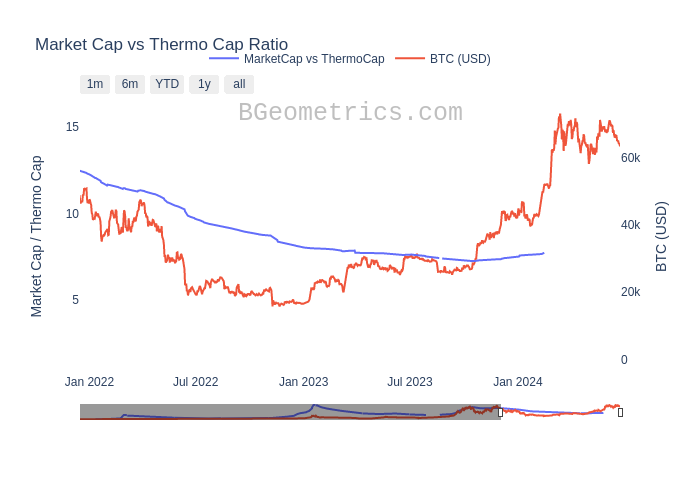 Market Cap vs Thermo Cap Ratio
MarketCap vs ThermoCap
BTC (USD)
1m
6m
YTD
1y
all
BGeometrics.com
15
10
5
Market Cap / Thermo Cap
60k
40k
20k
0
BTC (USD)
Jan 2022
Jul 2022
Jan 2023
Jul 2023
Jan 2024